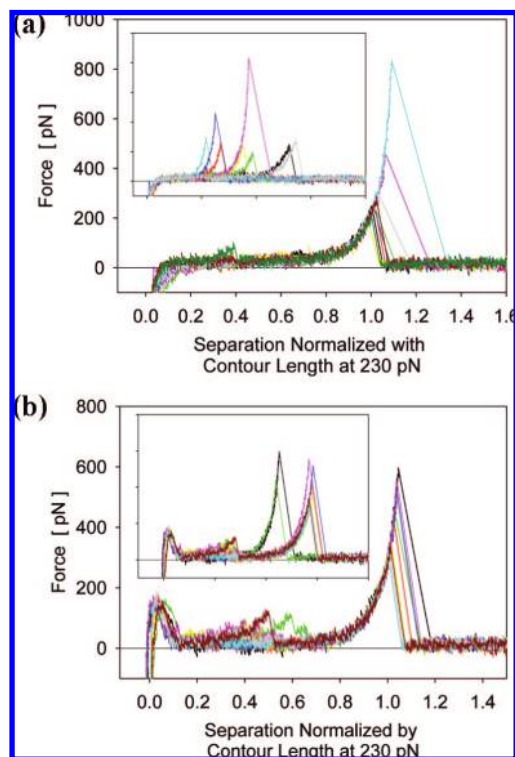 (a)
1000
800
600
400
200
0
Force [ pN ]
0.0 0.2 0.4 0.6 0.8 1.0 1.2 1.4 1.6
Separation Normalized with
Contour Length at 230 pN
(b)
800
600
400
200
0
Force [ pN ]
0.0 0.2 0.4 0.6 0.8 1.0 1.2 1.4
Separation Normalized by
Contour Length at 230 pN